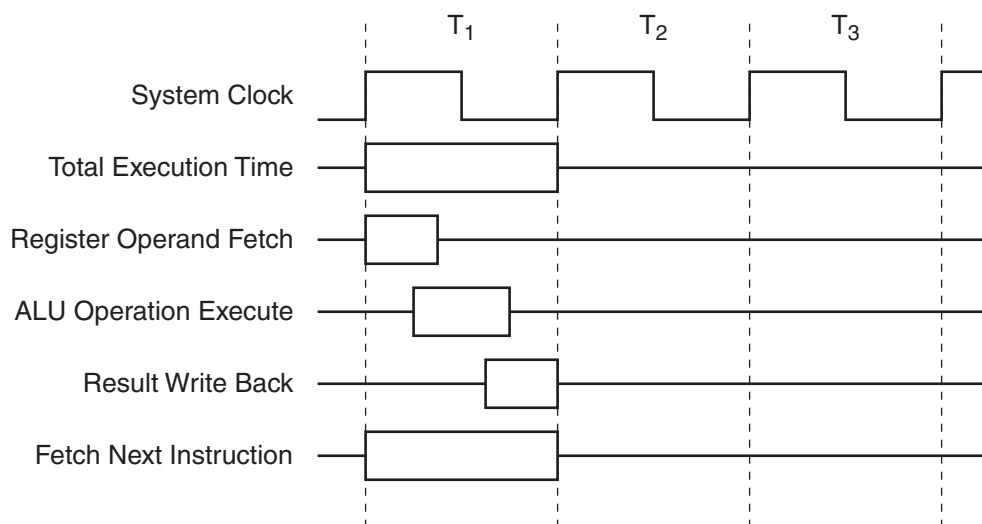 T1 T2 T3
System Clock
Total Execution Time
Register Operand Fetch
ALU Operation Execute
Result Write Back
Fetch Next Instruction